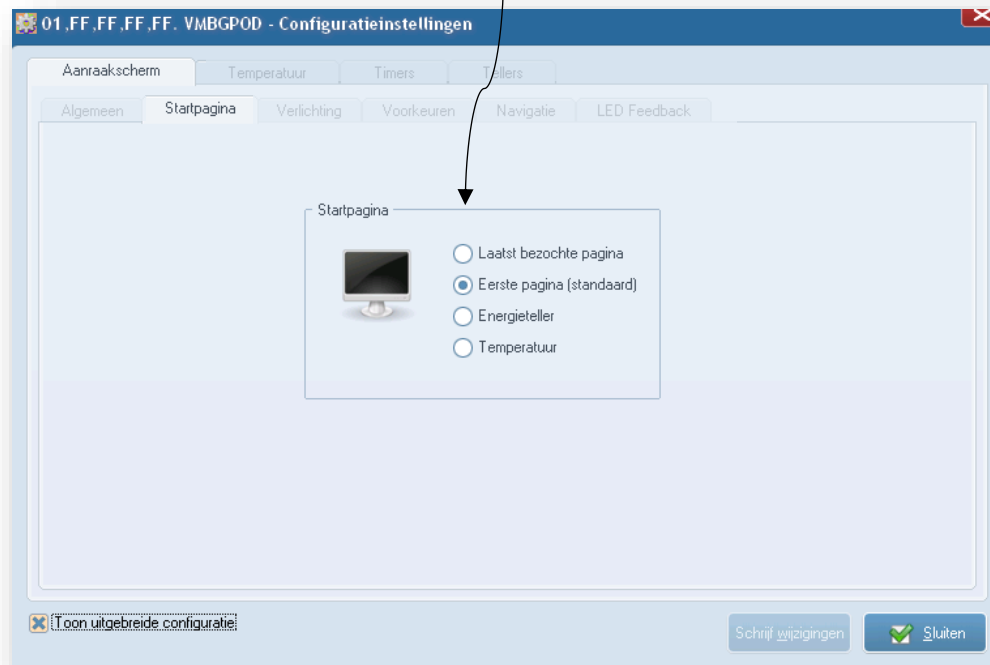 01,FF,FF,FF,FF. VMBGPOD - Configuratieinstellingen
Aanraakscherm Temperatuur Timers Tellers
Algemeen Startpagina Verlichting Voorkeuren Navigatie LED Feedback
Startpagina
Laatst bezochte pagina
Eerste pagina (standaard)
Energieteller
Temperatuur
Toon uitgebreide configuratie
Schrijf wijzigingen Sluiten